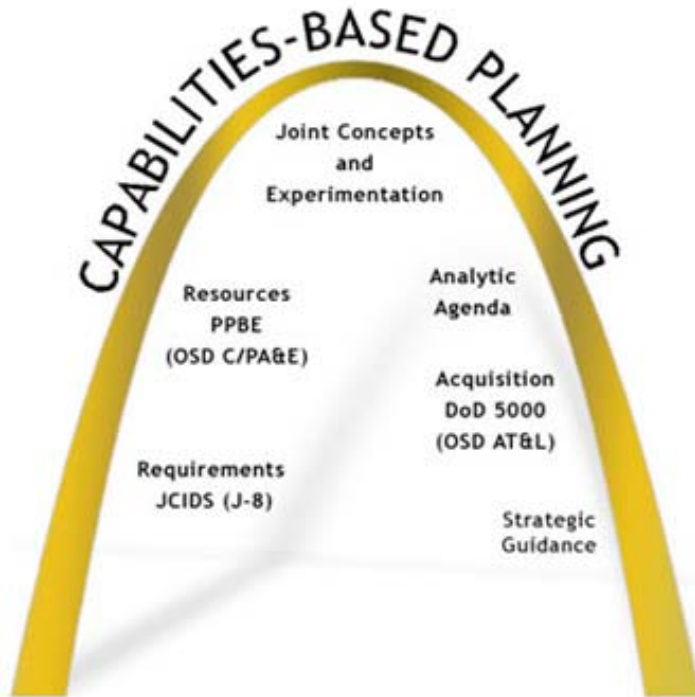 CAPABILITIES-BASED PLANNING
Joint Concepts
and
Experimentation
Resources
PPBE
(OSD C/PA&E)
Analytic
Agenda
Acquisition
DoD 5000
(OSD AT&L)
Requirements
JCIDS (J-8)
Strategic
Guidance